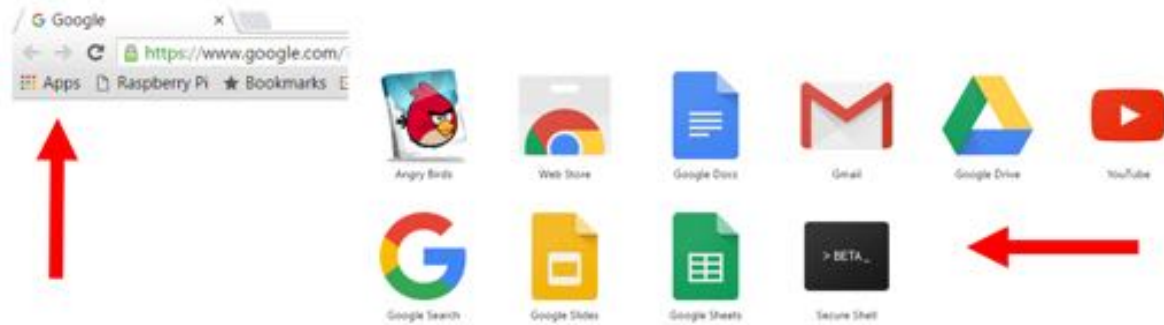 G Google
https://www.google.com/
Apps Raspberry Pi Bookmarks
Angry Birds Web Store Google Docs Gmail Google Drive YouTube
> BETA_
Google Search Google Slides Google Sheets Secure Shell